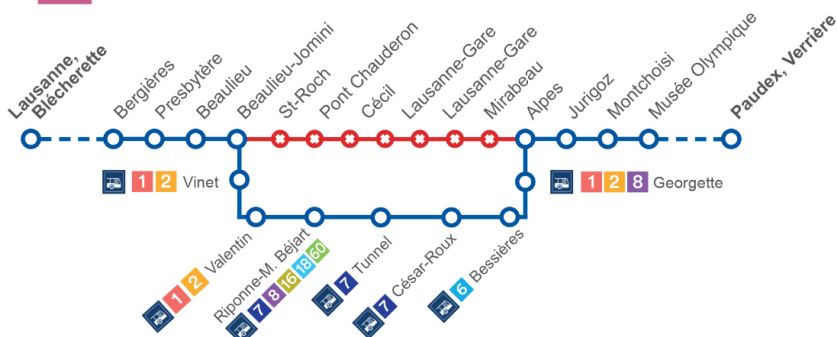 Lausanne,
Blécherette
Bergières
Presbytère
Beaulieu
Beaulieu-Jomini
St-Roch
Pont Chauderon
Cécil
Lausanne-Gare
Lausanne-Gare
Mirabeau
Alpes
Jurigoz
Montchoisi
Musée Olympique
Paudex, Verrière
1 2 Vinet
1 2 8 Georgette
1 2 Valentin
Riponne-M. Béjart
7 8 16 18 60
7 Tunnel
7 César-Roux
6 Bessières